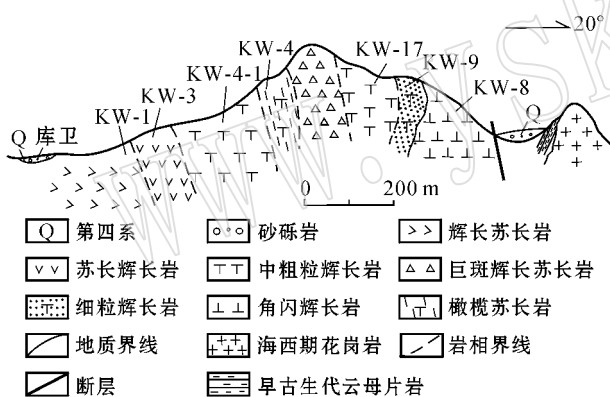 20°
KW-4
KW-17
KW-9
KW-4-1
KW-8
KW-3
KW-1
Q 库卫
Q
0 200 m
Q 第四系 砂砾岩 辉长苏长岩
苏长辉长岩 中粗粒辉长岩 巨斑辉长苏长岩
细粒辉长岩 角闪辉长岩 橄榄苏长岩
地质界线 海西期花岗岩 岩相界线
断层 早古生代云母片岩
www.ysk